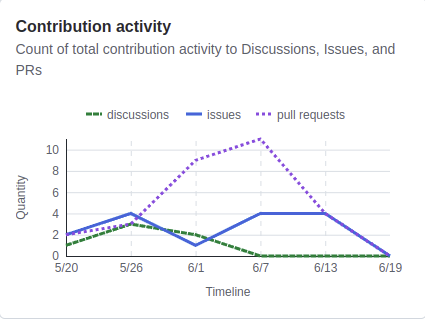 Contribution activity
Count of total contribution activity to Discussions, Issues, and
PRs
discussions issues pull requests
Quantity
10
8
6
4
2
0
5/20 5/26 6/1 6/7 6/13 6/19
Timeline